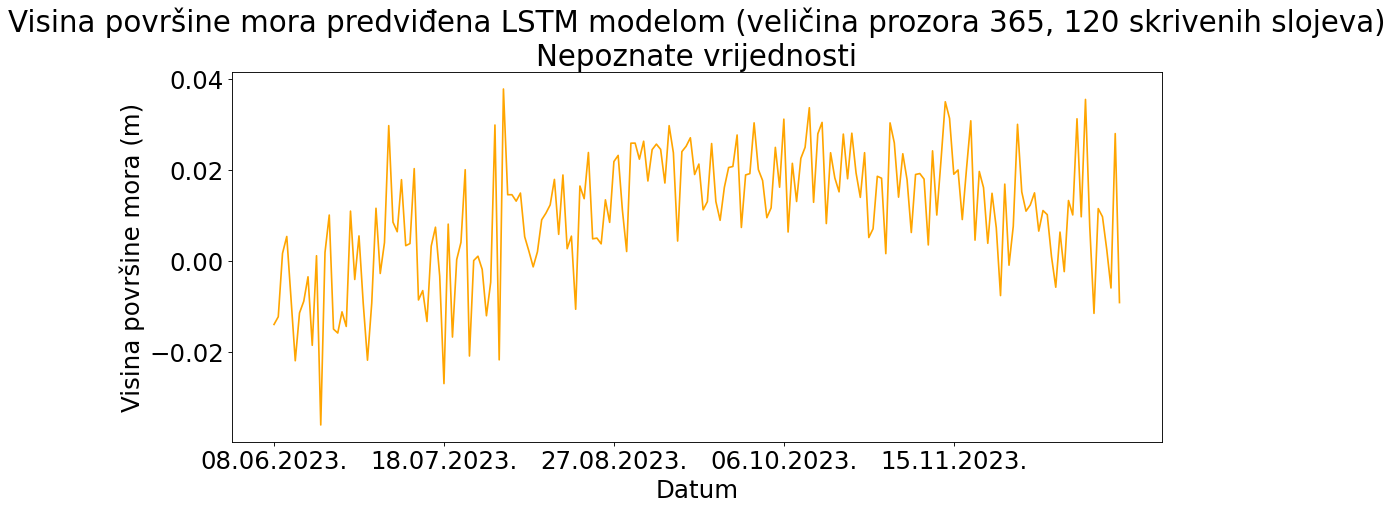 Visina površine mora predviđena LSTM modelom (veličina prozora 365, 120 skrivenih slojeva)
Nepoznate vrijednosti
Visina površine mora (m)
0.04
0.02
0.00
−0.02
08.06.2023.
18.07.2023.
27.08.2023.
06.10.2023.
15.11.2023.
Datum